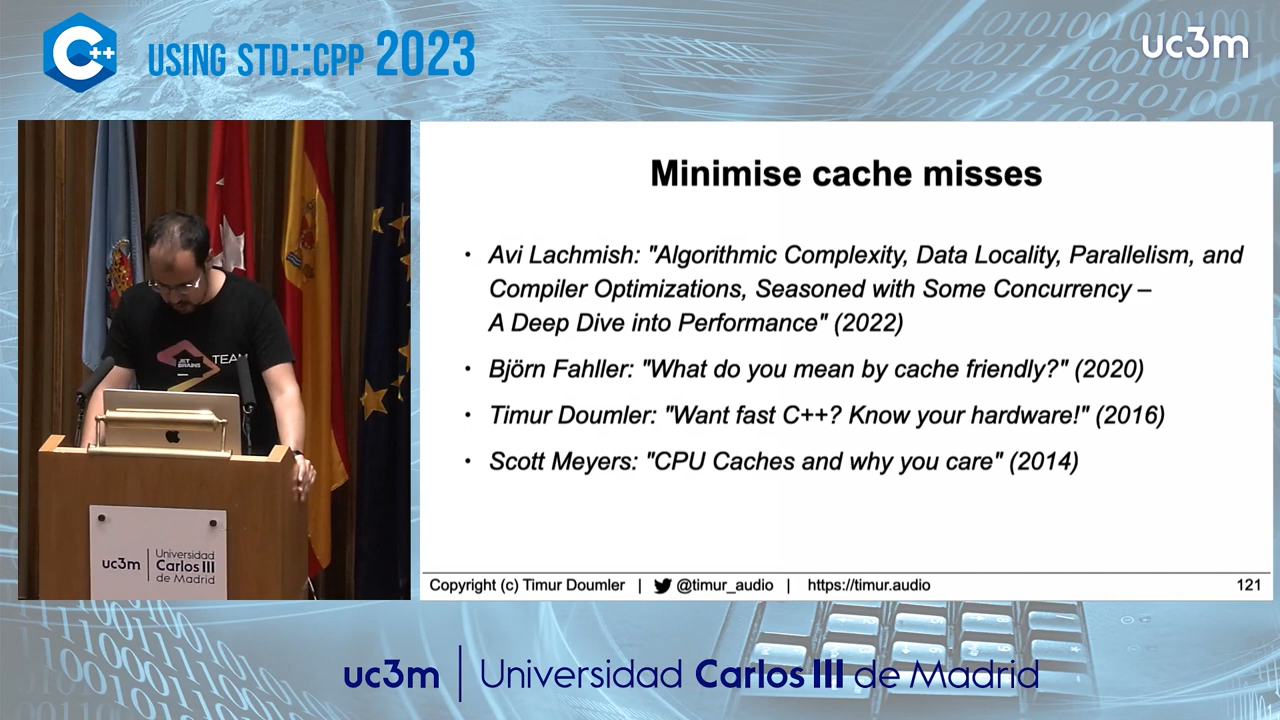 C++
USING STD::CPP 2023
uc3m
Minimise cache misses
• Avi Lachmish: "Algorithmic Complexity, Data Locality, Parallelism, and
Compiler Optimizations, Seasoned with Some Concurrency –
A Deep Dive into Performance" (2022)
• Björn Fahller: "What do you mean by cache friendly?" (2020)
• Timur Doumler: "Want fast C++? Know your hardware!" (2016)
• Scott Meyers: "CPU Caches and why you care" (2014)
Copyright (c) Timur Doumler | @timur_audio | https://timur.audio 121
JET
BRAINS
TEAM
uc3m Universidad
Carlos III
de Madrid
uc3m | Universidad Carlos III de Madrid